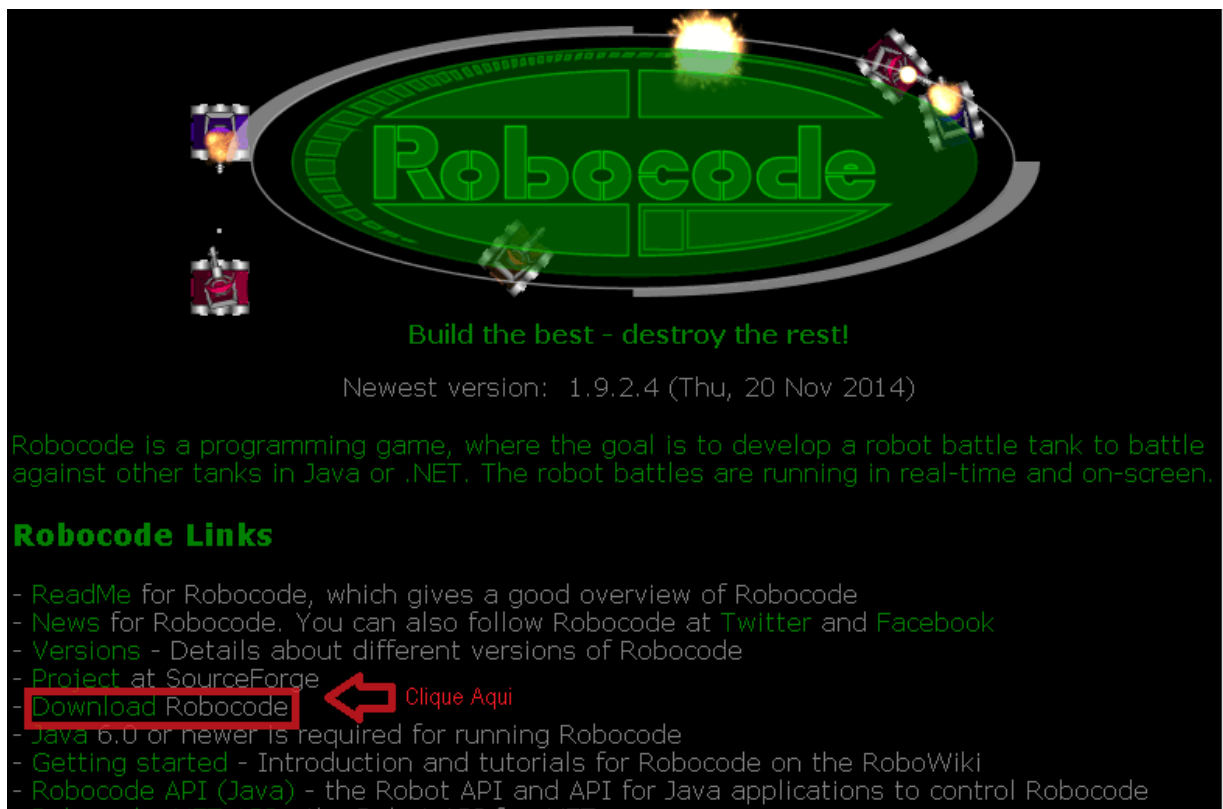 Robocode
Build the best - destroy the rest!
Newest version: 1.9.2.4 (Thu, 20 Nov 2014)
Robocode is a programming game, where the goal is to develop a robot battle tank to battle
against other tanks in Java or .NET. The robot battles are running in real-time and on-screen.
Robocode Links
- ReadMe for Robocode, which gives a good overview of Robocode
- News for Robocode. You can also follow Robocode at Twitter and Facebook
- Versions - Details about different versions of Robocode
- Project at SourceForge
- Download Robocode
Clique Aqui
- Java 6.0 or newer is required for running Robocode
- Getting started - Introduction and tutorials for Robocode on the RoboWiki
- Robocode API (Java) - the Robot API and API for Java applications to control Robocode